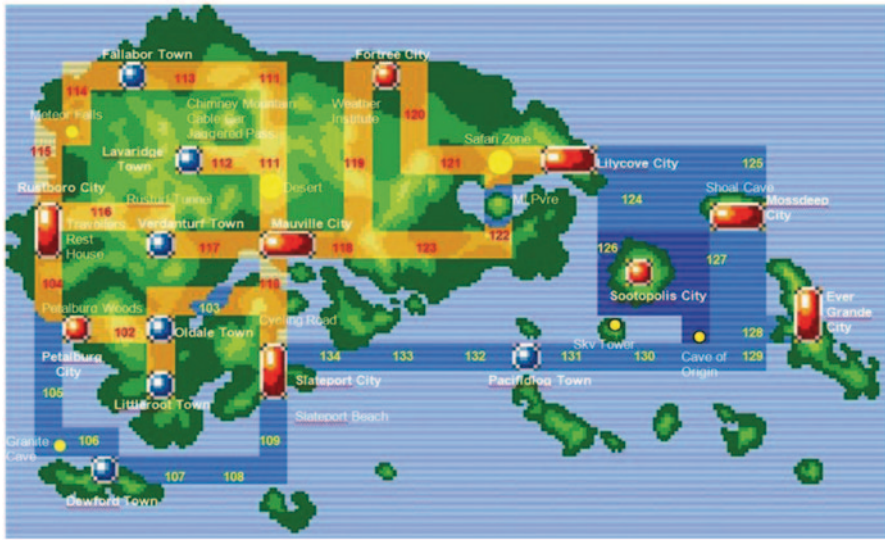 Fallabor Town
Fortree City
113
111
114
Chimney Mountain
Cable Car
Jaggered Pass
Weather
Institute
120
Meteor Falls
115
Lavaridge
Town
112
111
119
121
Safari Zone
Lilycove City
125
Rustboro City
Rusturf Tunnel
Desert
Mt. Pyre
124
Shoal Cave
Mossdeep
City
116
Travellers
Rest
House
Verdanturf Town
Mauville City
117
118
123
122
126
127
104
110
Sootopolis City
Ever
Grande
City
Petalburg Woods
103
Cycling Road
102
Oldale Town
Sky Tower
128
Petalburg
City
134
133
132
131
130
Cave of
Origin
129
Slateport City
Pacifidlog Town
105
Littleroot Town
Slateport Beach
Granite
Cave
106
109
107
108
Dewford Town